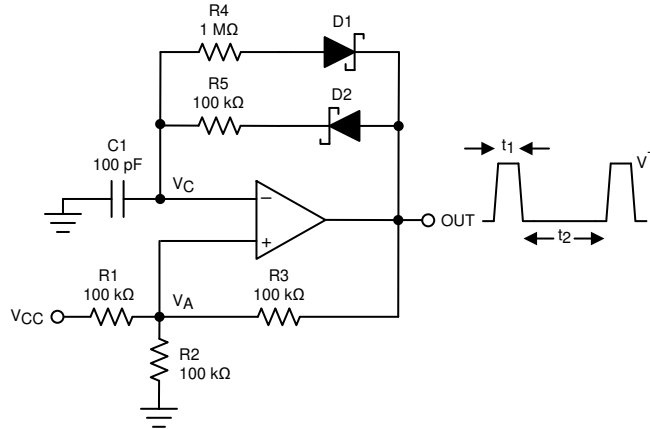 R4
1 MΩ
D1
R5
100 kΩ
D2
C1
100 pF
VC
−
+
OUT
t1
V
t2
R1
100 kΩ
VCC
VA
R3
100 kΩ
R2
100 kΩ